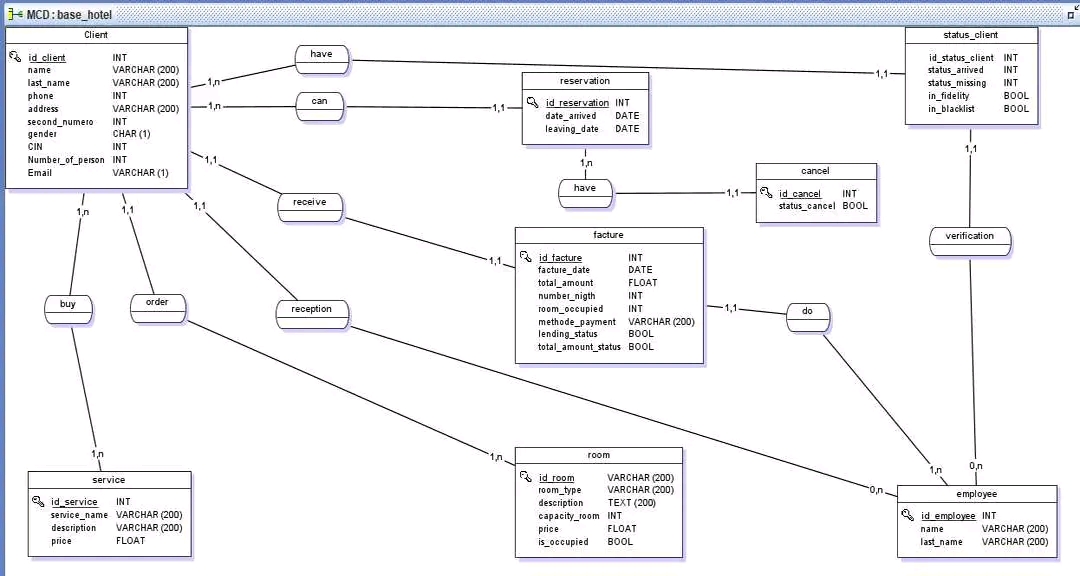 MCD : base_hotel
Client
id_client INT
name VARCHAR (200)
last_name VARCHAR (200)
phone INT
address VARCHAR (200)
second_numero INT
gender CHAR (1)
CIN INT
Number_of_person INT
Email VARCHAR (1)
have
1,n
1,1
status_client
id_status_client INT
status_arrived INT
status_missing INT
in_fidelity BOOL
in_blacklist BOOL
can
1,n
1,1
reservation
id_reservation INT
date_arrived DATE
leaving_date DATE
1,n
have
1,1
cancel
id_cancel INT
status_cancel BOOL
1,1
receive
1,1
facture
id_facture INT
facture_date DATE
total_amount FLOAT
number_nigth INT
room_occupied INT
methode_payment VARCHAR (200)
lending_status BOOL
total_amount_status BOOL
1,1
verification
0,n
1,1
do
1,n
1,n
buy
1,n
1,1
order
1,n
1,1
reception
0,n
service
id_service INT
service_name VARCHAR (200)
description VARCHAR (200)
price FLOAT
room
id_room VARCHAR (200)
room_type VARCHAR (200)
description TEXT (200)
capacity_room INT
price FLOAT
is_occupied BOOL
employee
id_employee INT
name VARCHAR (200)
last_name VARCHAR (200)